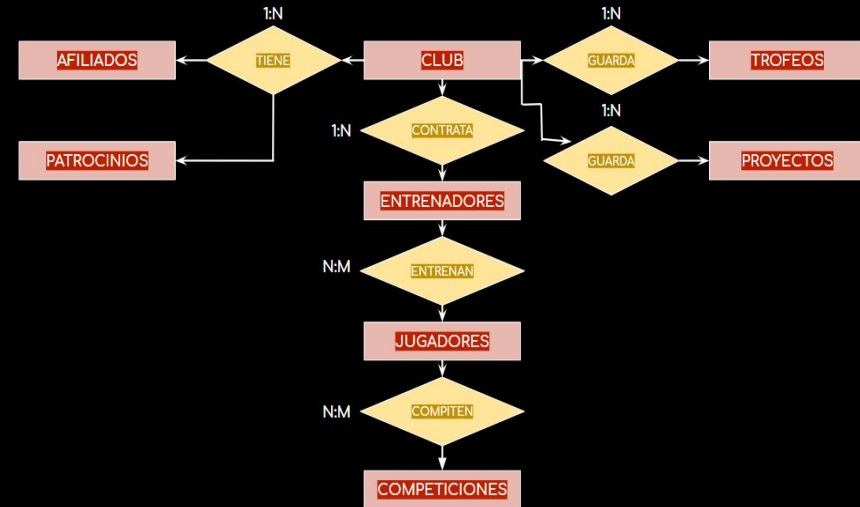 1:N
1:N
AFILIADOS
TIENE
CLUB
GUARDA
TROFEOS
1:N
1:N
CONTRATA
PATROCINIOS
GUARDA
PROYECTOS
ENTRENADORES
N:M
ENTRENAN
JUGADORES
N:M
COMPITEN
COMPETICIONES